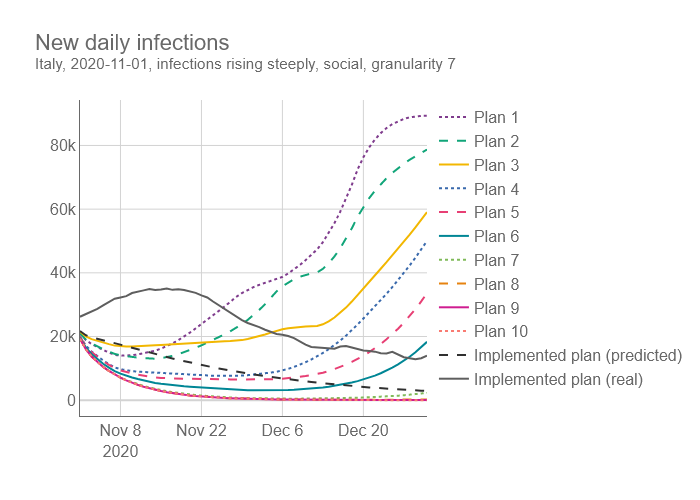 New daily infections
Italy, 2020-11-01, infections rising steeply, social, granularity 7
80k
60k
40k
20k
0
Nov 8
2020
Nov 22
Dec 6
Dec 20
Plan 1
Plan 2
Plan 3
Plan 4
Plan 5
Plan 6
Plan 7
Plan 8
Plan 9
Plan 10
Implemented plan (predicted)
Implemented plan (real)